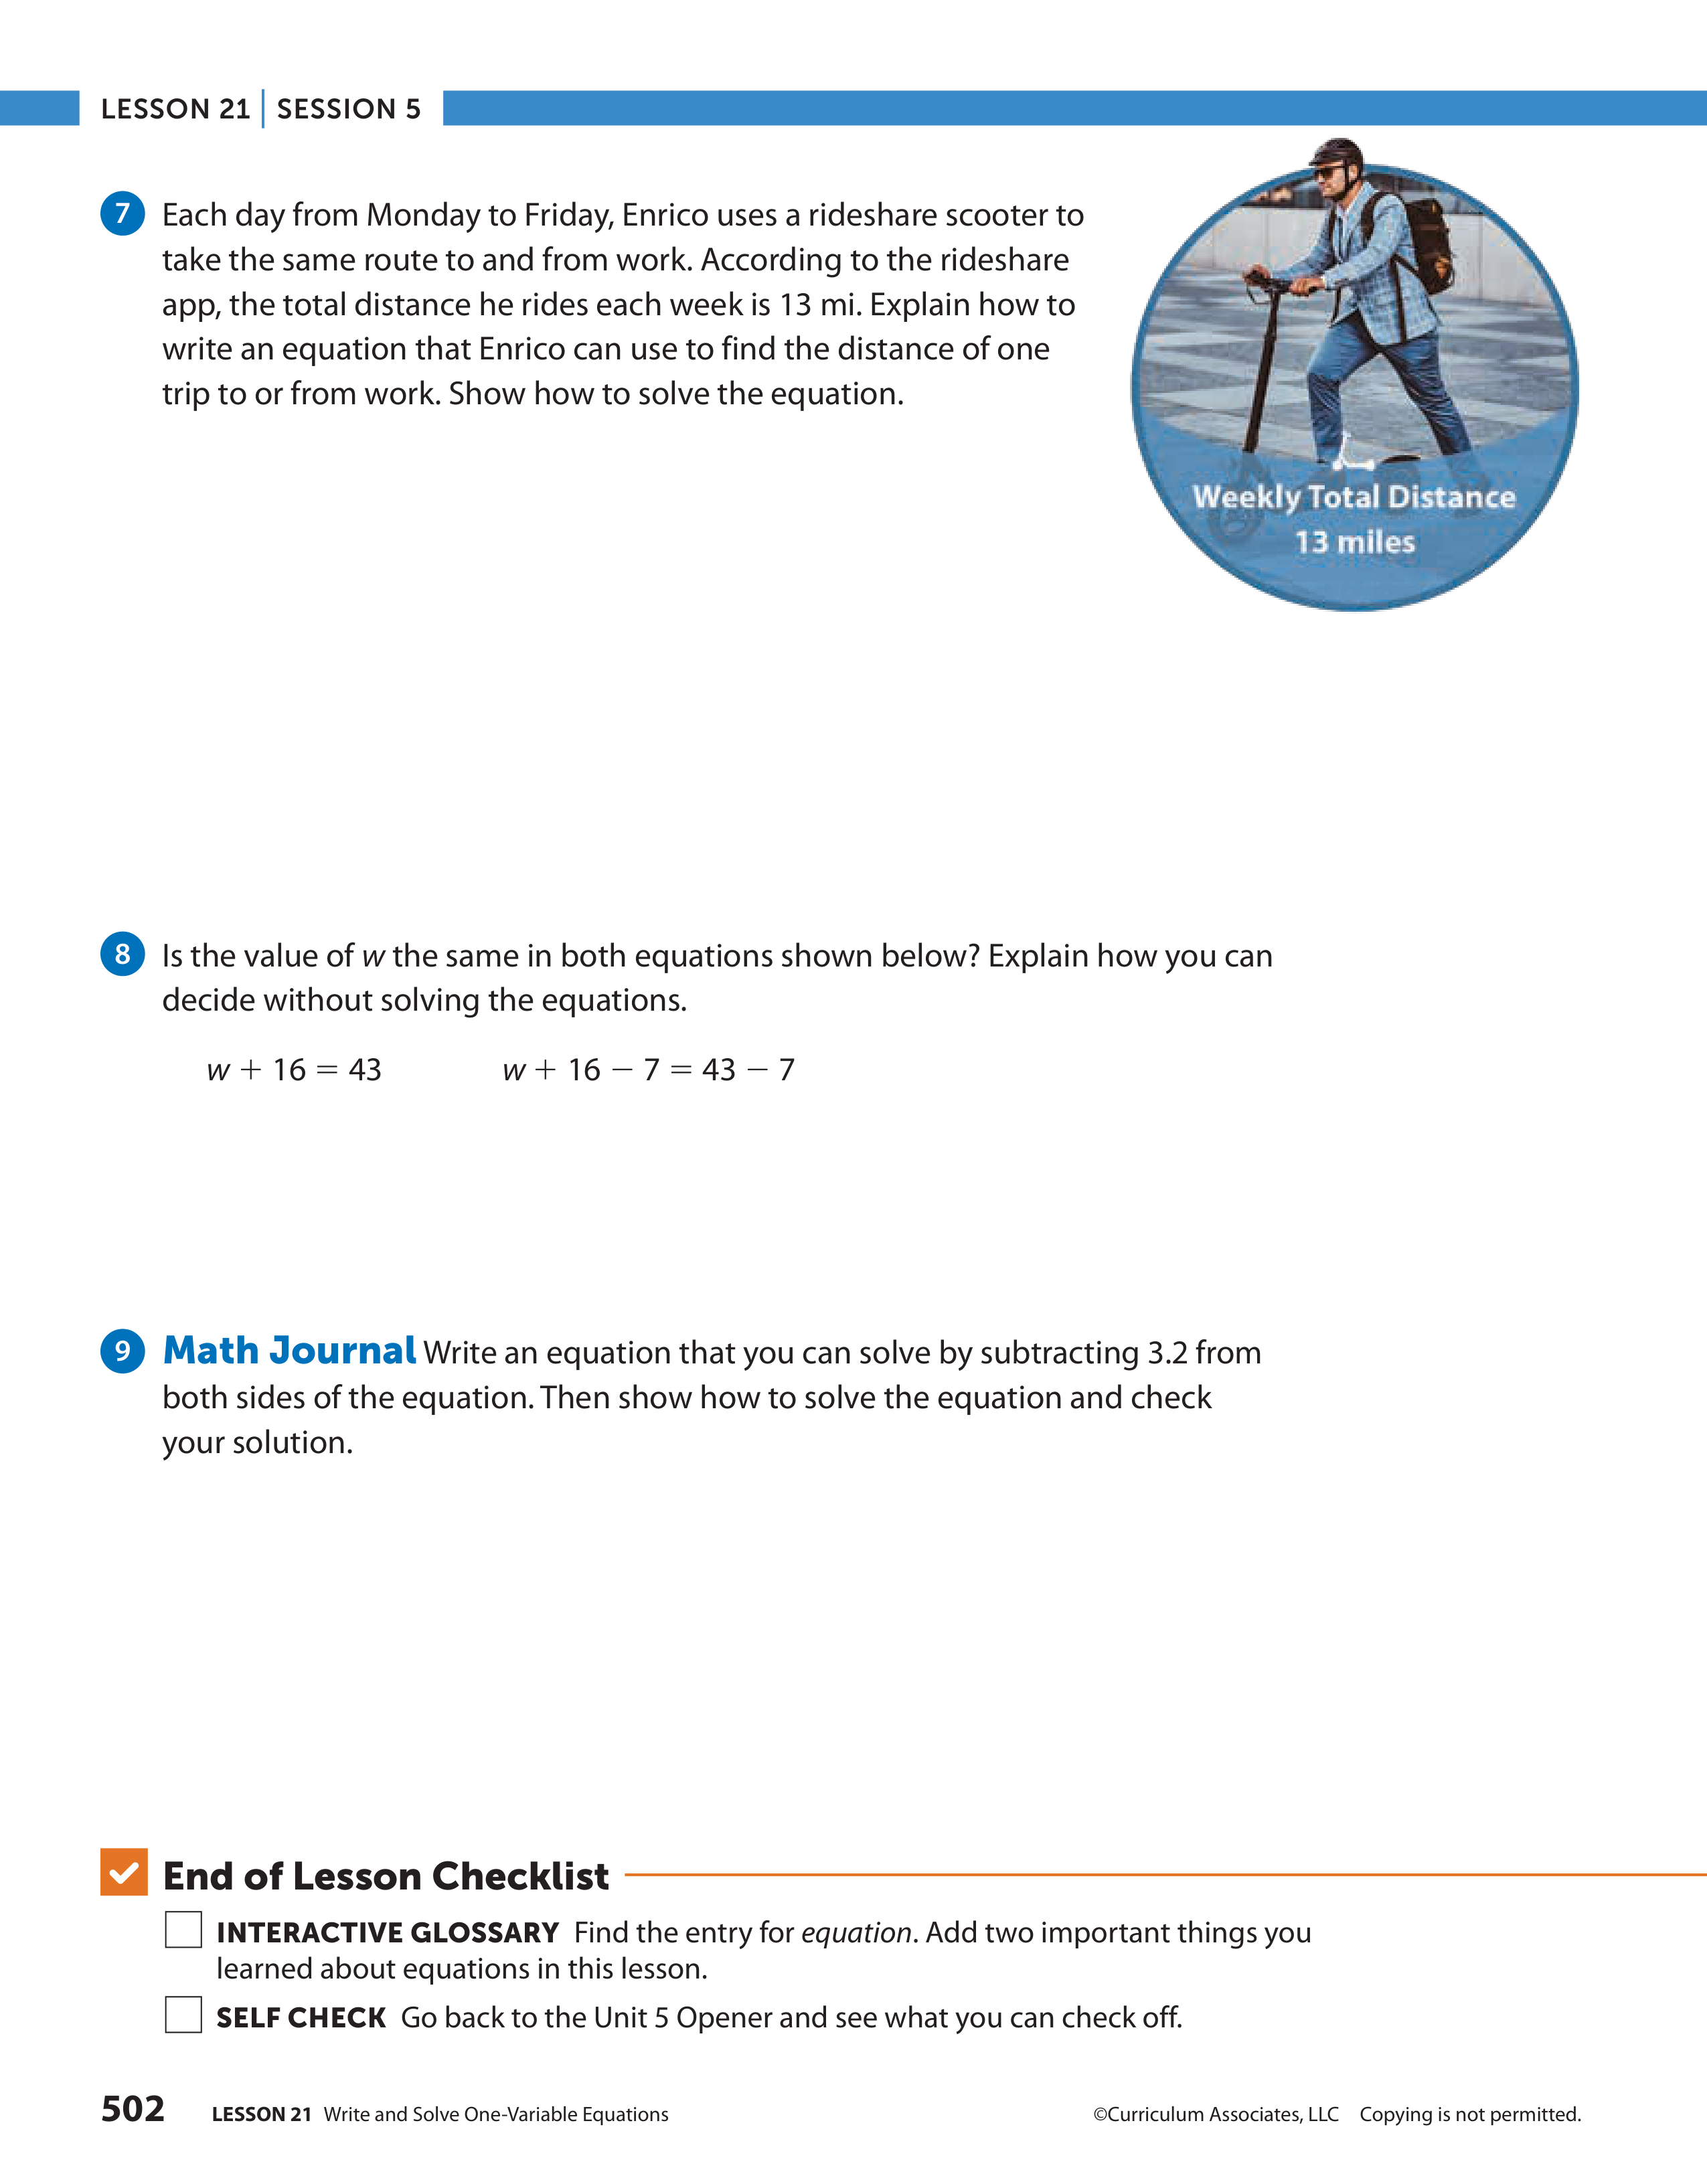 LESSON 21 | SESSION 5
7 Each day from Monday to Friday, Enrico uses a rideshare scooter to
take the same route to and from work. According to the rideshare
app, the total distance he rides each week is 13 mi. Explain how to
write an equation that Enrico can use to find the distance of one
trip to or from work. Show how to solve the equation.
Weekly Total Distance
13 miles
8 Is the value of w the same in both equations shown below? Explain how you can
decide without solving the equations.
w + 16 = 43 w + 16 − 7 = 43 − 7
9 Math Journal Write an equation that you can solve by subtracting 3.2 from
both sides of the equation. Then show how to solve the equation and check
your solution.
End of Lesson Checklist
INTERACTIVE GLOSSARY Find the entry for equation. Add two important things you
learned about equations in this lesson.
SELF CHECK Go back to the Unit 5 Opener and see what you can check off.
502 LESSON 21 Write and Solve One-Variable Equations ©Curriculum Associates, LLC Copying is not permitted.